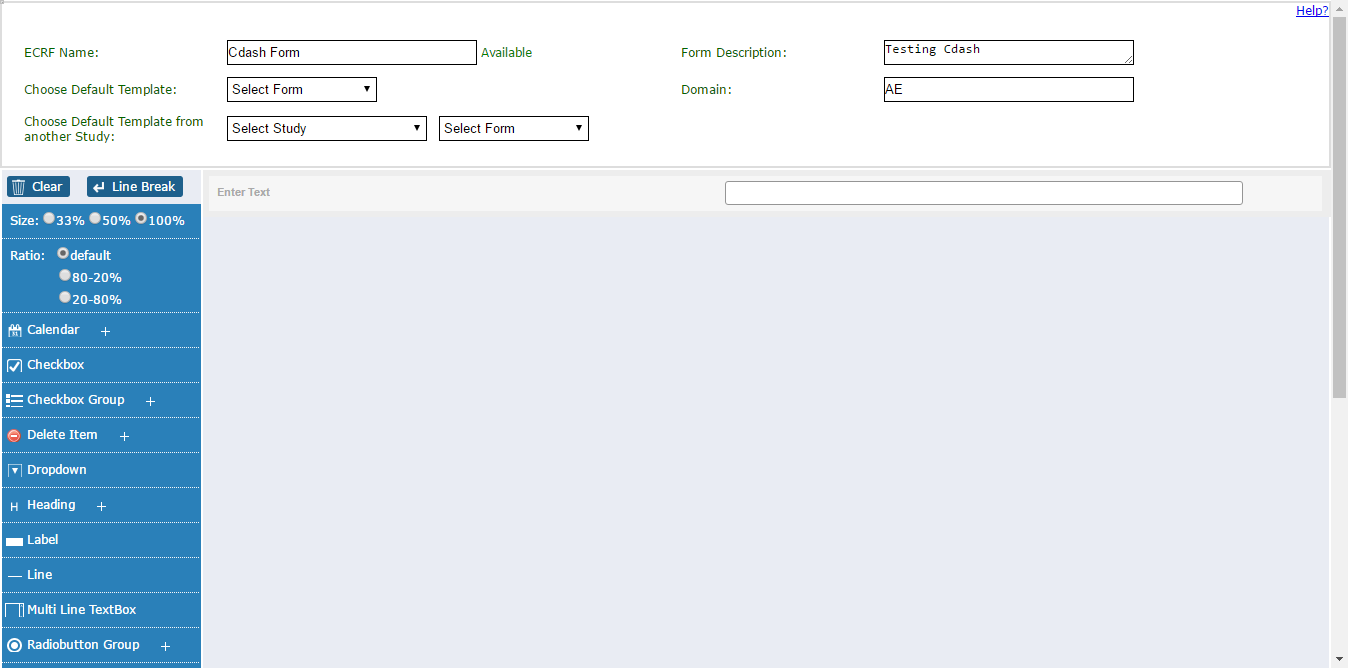 Help?
ECRF Name: Cdash Form Available Form Description: Testing Cdash
Choose Default Template: Select Form Domain: AE
Choose Default Template from
another Study: Select Study Select Form
Clear Line Break Enter Text
Size: 33% 50% 100%
Ratio: default
80-20%
20-80%
Calendar +
Checkbox
Checkbox Group +
Delete Item +
Dropdown
H Heading +
Label
Line
Multi Line TextBox
Radiobutton Group +